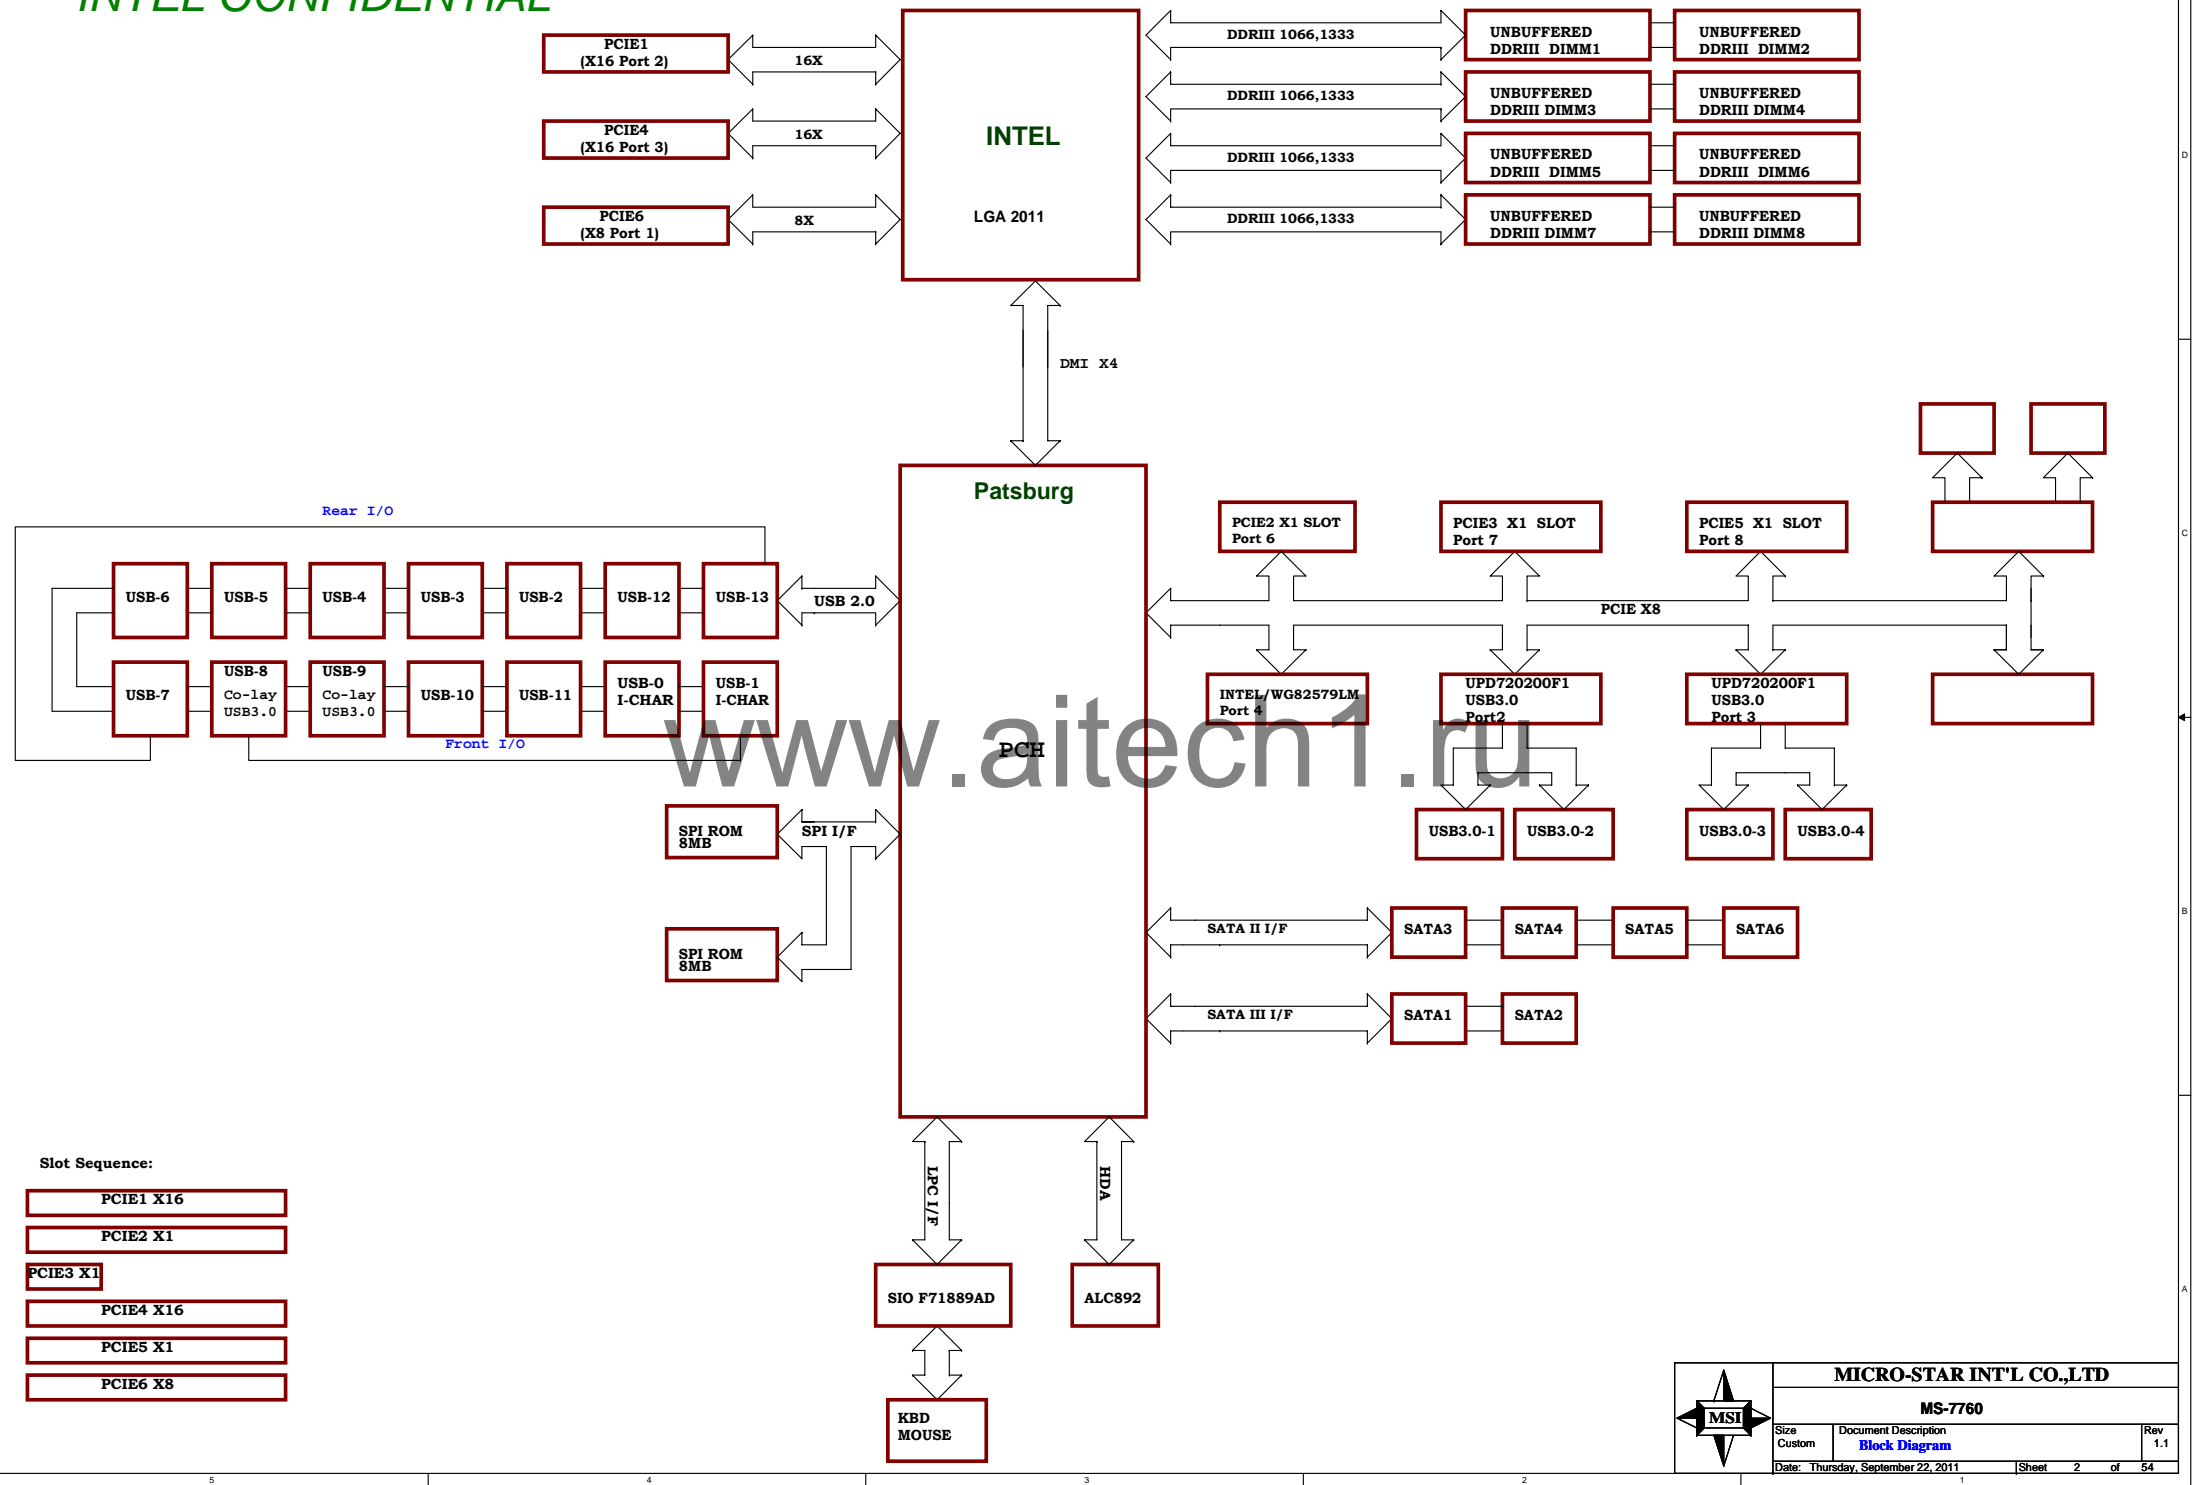 INTEL CONFIDENTIAL
PCIE1
(X16 Port 2)
16X
PCIE4
(X16 Port 3)
16X
PCIE6
(X8 Port 1)
8X
INTEL
LGA 2011
DDRIII 1066,1333
UNBUFFERED
DDRIII DIMM1
UNBUFFERED
DDRIII DIMM2
DDRIII 1066,1333
UNBUFFERED
DDRIII DIMM3
UNBUFFERED
DDRIII DIMM4
DDRIII 1066,1333
UNBUFFERED
DDRIII DIMM5
UNBUFFERED
DDRIII DIMM6
DDRIII 1066,1333
UNBUFFERED
DDRIII DIMM7
UNBUFFERED
DDRIII DIMM8
DMI X4
Patsburg
PCH
Rear I/O
USB-6
USB-5
USB-4
USB-3
USB-2
USB-12
USB-13
USB 2.0
USB-7
USB-8
Co-lay
USB3.0
USB-9
Co-lay
USB3.0
USB-10
USB-11
USB-0
I-CHAR
USB-1
I-CHAR
Front I/O
PCIE2 X1 SLOT
Port 6
PCIE3 X1 SLOT
Port 7
PCIE5 X1 SLOT
Port 8
PCIE X8
INTEL/WG82579LM
Port 4
UPD720200F1
USB3.0
Port2
UPD720200F1
USB3.0
Port 3
www.aitech1.ru
USB3.0-1
USB3.0-2
USB3.0-3
USB3.0-4
SPI ROM
8MB
SPI I/F
SPI ROM
8MB
SATA II I/F
SATA3
SATA4
SATA5
SATA6
SATA III I/F
SATA1
SATA2
LPC I/F
HDA
SIO F71889AD
ALC892
KBD
MOUSE
Slot Sequence:
PCIE1 X16
PCIE2 X1
PCIE3 X1
PCIE4 X16
PCIE5 X1
PCIE6 X8
MSI
MICRO-STAR INT'L CO.,LTD
MS-7760
Size
Custom
Document Description
Block Diagram
Rev
1.1
Date: Thursday, September 22, 2011
Sheet 2 of 54
D
C
B
A
5
4
3
2
1